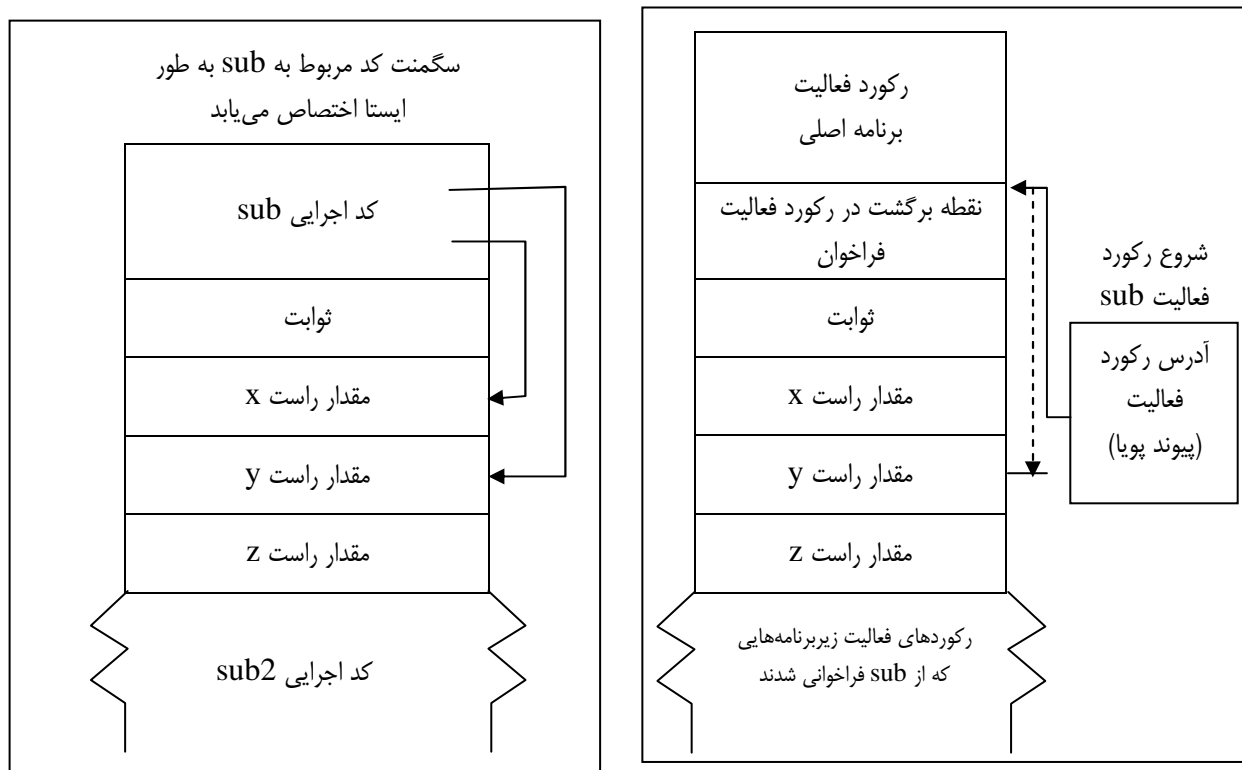 سگمنت کد مربوط به sub به طور
ایستا اختصاص می‌یابد
کد اجرایی sub
ثوابت
مقدار راست x
مقدار راست y
مقدار راست z
کد اجرایی sub2
رکورد فعالیت
برنامه اصلی
نقطه برگشت در رکورد فعالیت
فراخوان
ثوابت
مقدار راست x
مقدار راست y
مقدار راست z
رکوردهای فعالیت زیربرنامه‌هایی
که از sub فراخوانی شدند
شروع رکورد
فعالیت sub
آدرس رکورد
فعالیت
(پیوند پویا)